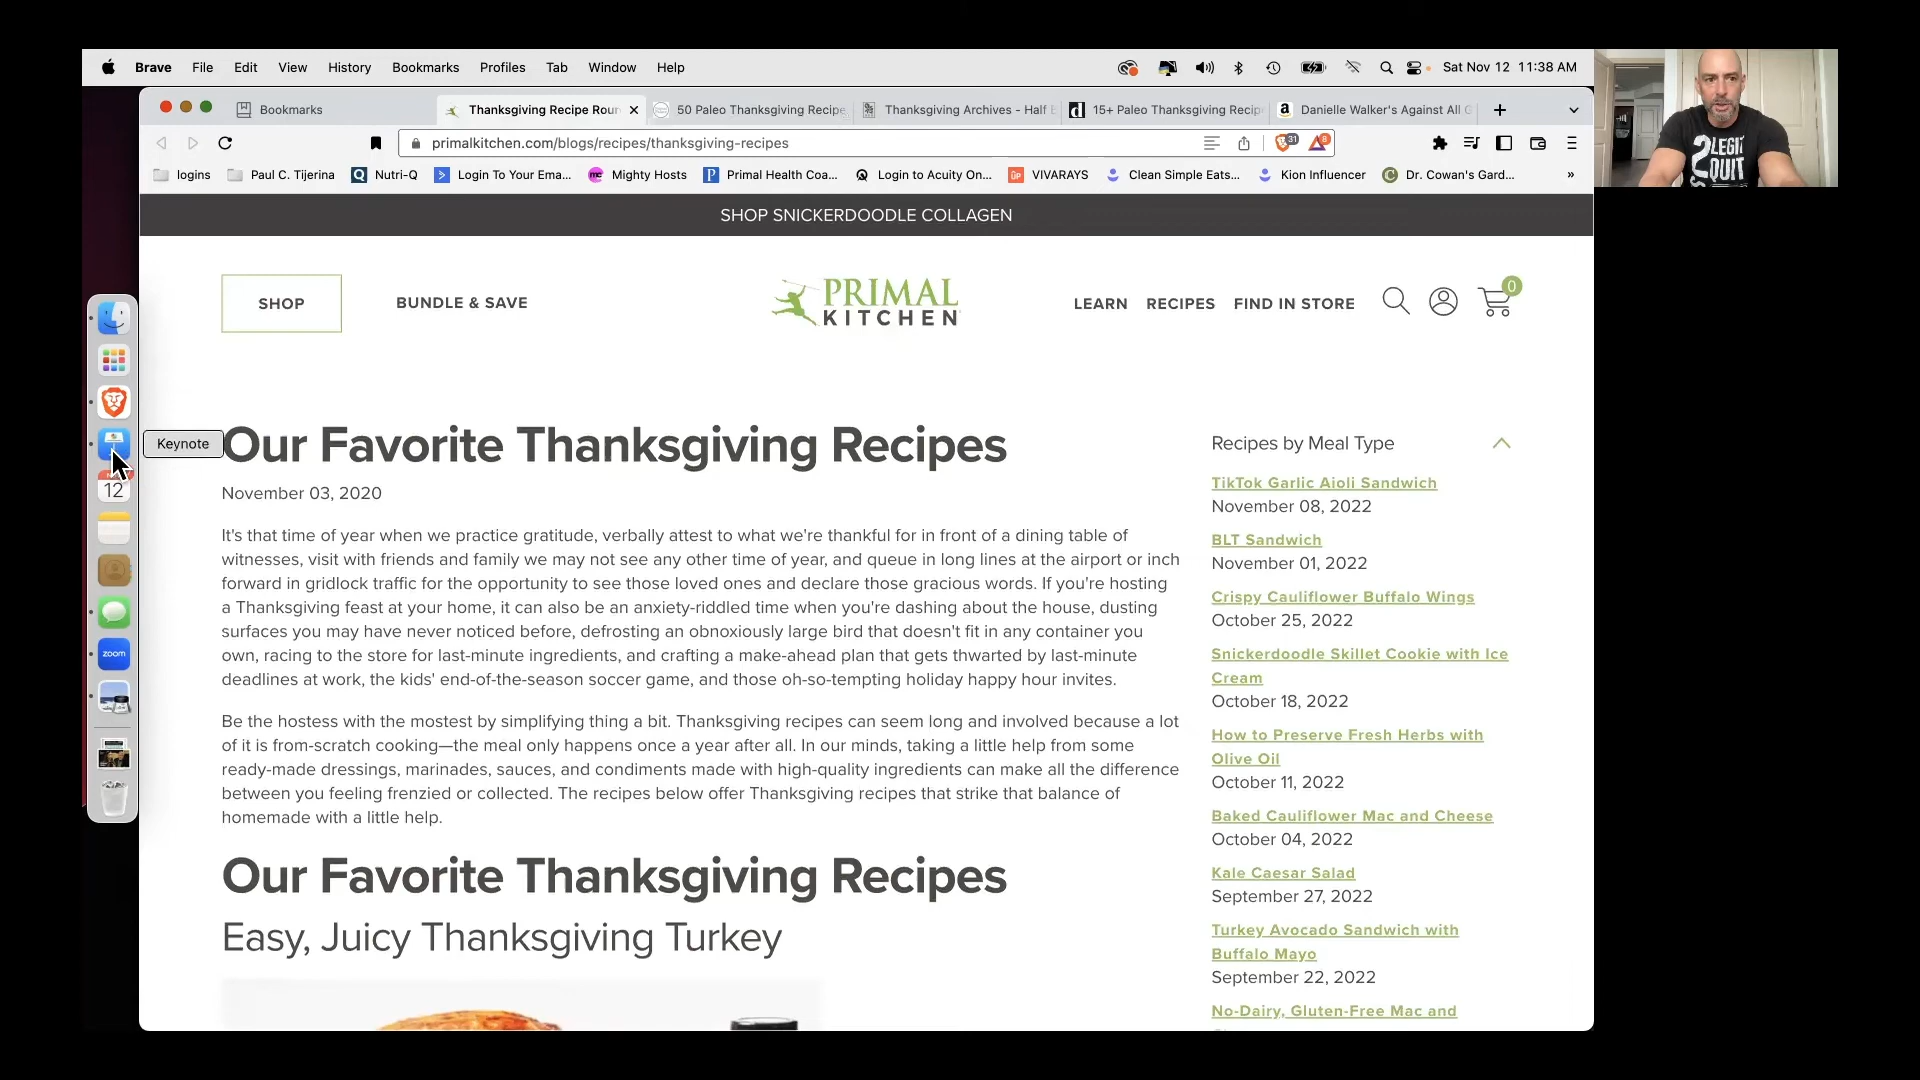 Brave File Edit View History Bookmarks Profiles Tab Window Help Sat Nov 12 11:38 AM
Bookmarks Thanksgiving Recipe Roun 50 Paleo Thanksgiving Recipe Thanksgiving Archives - Half 15+ Paleo Thanksgiving Recip Danielle Walker's Against All G
primalkitchen.com/blogs/recipes/thanksgiving-recipes 31 8
logins Paul C. Tijerina Nutri-Q Login To Your Ema... Mighty Hosts Primal Health Coa... Login to Acuity On... VIVARAYS Clean Simple Eats... Kion Influencer Dr. Cowan's Gard... »
2 LEGIT
2 QUIT
SHOP SNICKERDOODLE COLLAGEN
SHOP BUNDLE & SAVE PRIMAL KITCHEN LEARN RECIPES FIND IN STORE 0
Keynote
12
zoom
Our Favorite Thanksgiving Recipes
November 03, 2020
It's that time of year when we practice gratitude, verbally attest to what we're thankful for in front of a dining table of
witnesses, visit with friends and family we may not see any other time of year, and queue in long lines at the airport or inch
forward in gridlock traffic for the opportunity to see those loved ones and declare those gracious words. If you're hosting
a Thanksgiving feast at your home, it can also be an anxiety-riddled time when you're dashing about the house, dusting
surfaces you may have never noticed before, defrosting an obnoxiously large bird that doesn't fit in any container you
own, racing to the store for last-minute ingredients, and crafting a make-ahead plan that gets thwarted by last-minute
deadlines at work, the kids' end-of-the-season soccer game, and those oh-so-tempting holiday happy hour invites.
Be the hostess with the mostest by simplifying thing a bit. Thanksgiving recipes can seem long and involved because a lot
of it is from-scratch cooking—the meal only happens once a year after all. In our minds, taking a little help from some
ready-made dressings, marinades, sauces, and condiments made with high-quality ingredients can make all the difference
between you feeling frenzied or collected. The recipes below offer Thanksgiving recipes that strike that balance of
homemade with a little help.
Our Favorite Thanksgiving Recipes
Easy, Juicy Thanksgiving Turkey
Recipes by Meal Type
TikTok Garlic Aioli Sandwich
November 08, 2022
BLT Sandwich
November 01, 2022
Crispy Cauliflower Buffalo Wings
October 25, 2022
Snickerdoodle Skillet Cookie with Ice
Cream
October 18, 2022
How to Preserve Fresh Herbs with
Olive Oil
October 11, 2022
Baked Cauliflower Mac and Cheese
October 04, 2022
Kale Caesar Salad
September 27, 2022
Turkey Avocado Sandwich with
Buffalo Mayo
September 22, 2022
No-Dairy, Gluten-Free Mac and